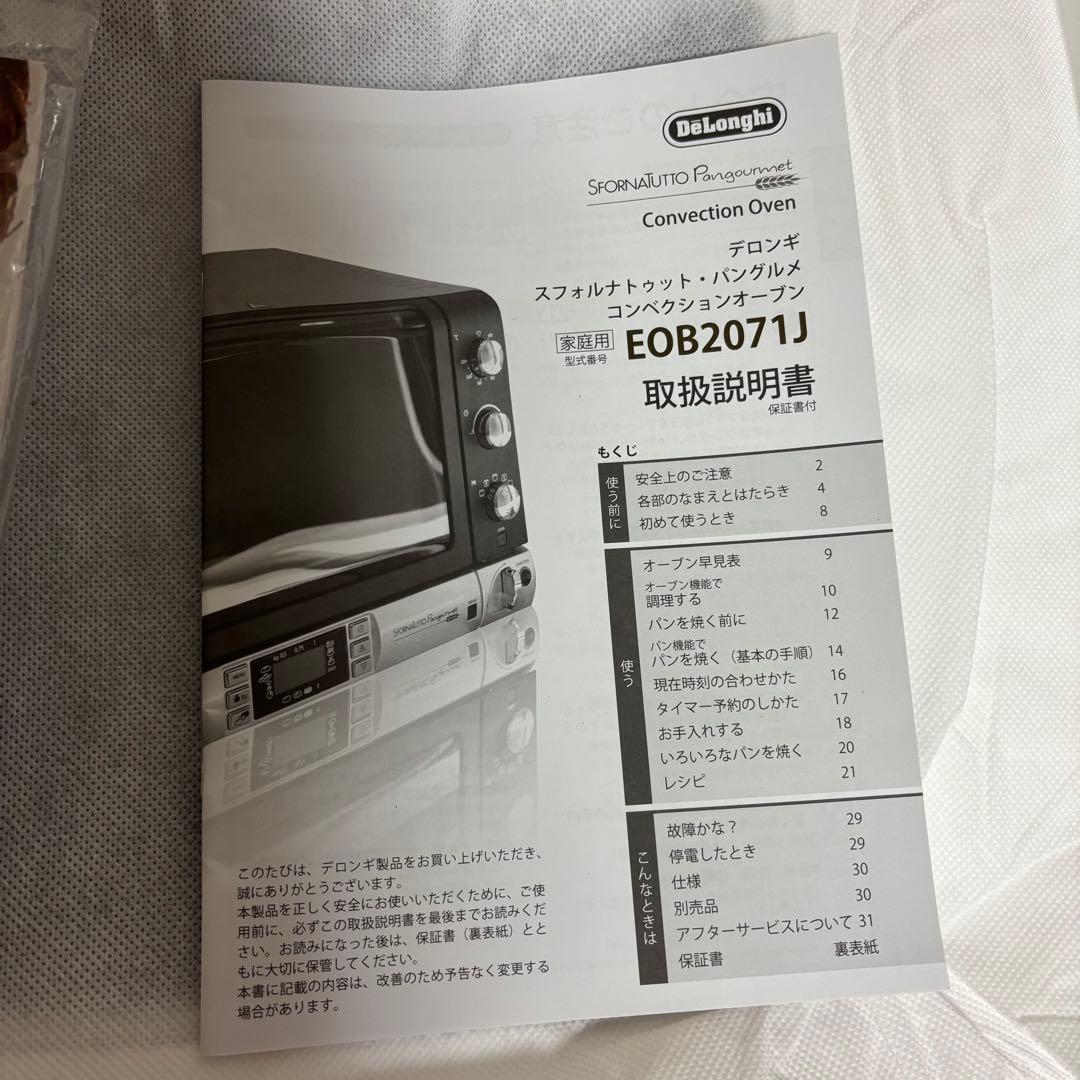 DeLonghi
SFORNATUTTO Pangourmet
Convection Oven
デロンギ
スフォルナトゥット・パングルメ
コンベクションオーブン
家庭用
型式番号
EOB2071J
取扱説明書
保証書付
もくじ
使う前に
安全上のご注意 2
各部のなまえとはたらき 4
初めて使うとき 8
使う
オーブン早見表 9
オーブン機能で
調理する 10
パンを焼く前に 12
パン機能で
パンを焼く（基本の手順） 14
現在時刻の合わせかた 16
タイマー予約のしかた 17
お手入れする 18
いろいろなパンを焼く 20
レシピ 21
こんなときは
故障かな？ 29
停電したとき 29
仕様 30
別売品 30
アフターサービスについて 31
保証書 裏表紙
SFORNATUTTO Pangourmet
MENU
kg 0,5 0,75 1
このたびは、デロンギ製品をお買い上げいただき、
誠にありがとうございます。
本製品を正しく安全にお使いいただくために、ご使
用前に、必ずこの取扱説明書を最後までお読みくだ
さい。お読みになった後は、保証書（裏表紙）とと
もに大切に保管してください。
本書に記載の内容は、改善のため予告なく変更する
場合があります。